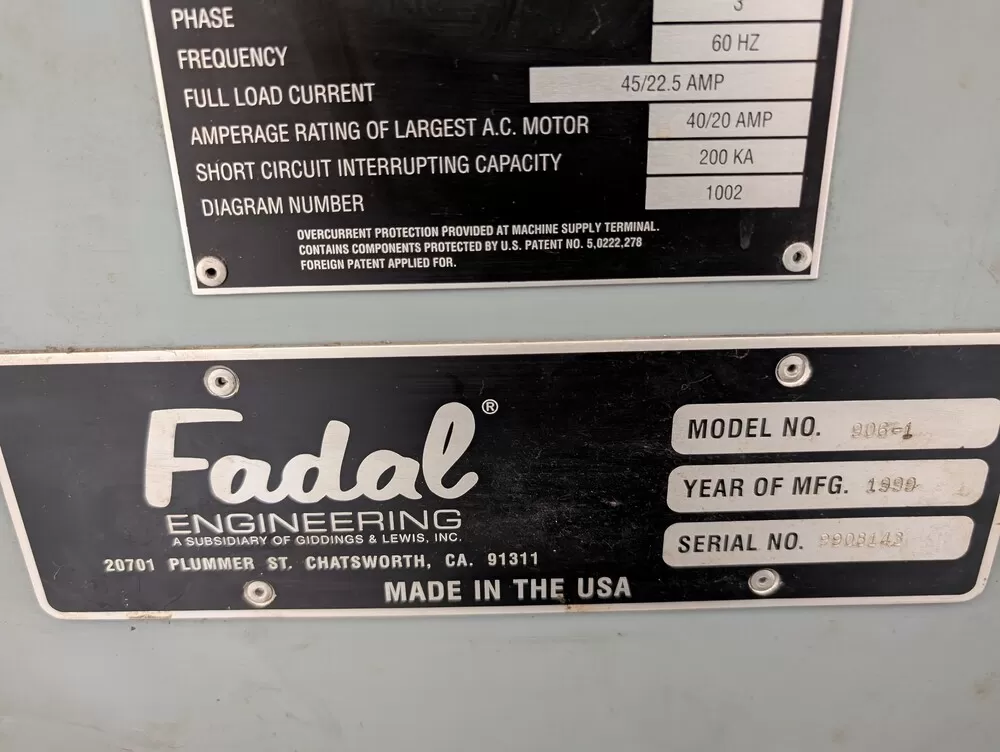 PHASE 3
FREQUENCY 60 HZ
FULL LOAD CURRENT 45/22.5 AMP
AMPERAGE RATING OF LARGEST A.C. MOTOR 40/20 AMP
SHORT CIRCUIT INTERRUPTING CAPACITY 200 KA
DIAGRAM NUMBER 1002
OVERCURRENT PROTECTION PROVIDED AT MACHINE SUPPLY TERMINAL.
CONTAINS COMPONENTS PROTECTED BY U.S. PATENT NO. 5,0222,278
FOREIGN PATENT APPLIED FOR.
Fadal®
ENGINEERING
A SUBSIDIARY OF GIDDINGS & LEWIS, INC.
20701 PLUMMER ST. CHATSWORTH, CA. 91311
MADE IN THE USA
MODEL NO. 906-1
YEAR OF MFG. 1999
SERIAL NO.